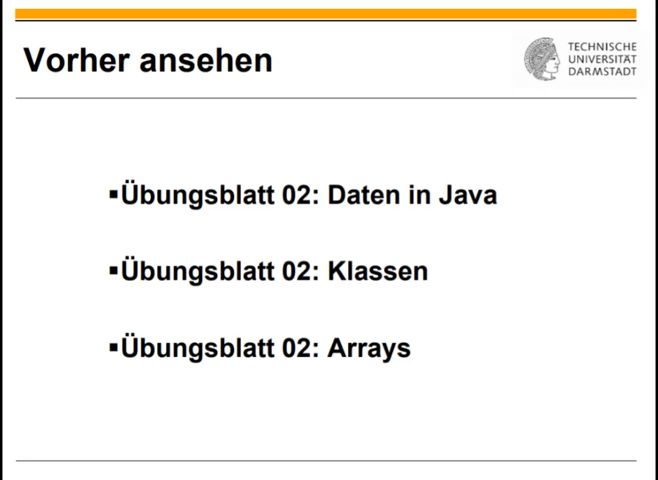 Vorher ansehen
TECHNISCHE
UNIVERSITÄT
DARMSTADT
▪Übungsblatt 02: Daten in Java
▪Übungsblatt 02: Klassen
▪Übungsblatt 02: Arrays